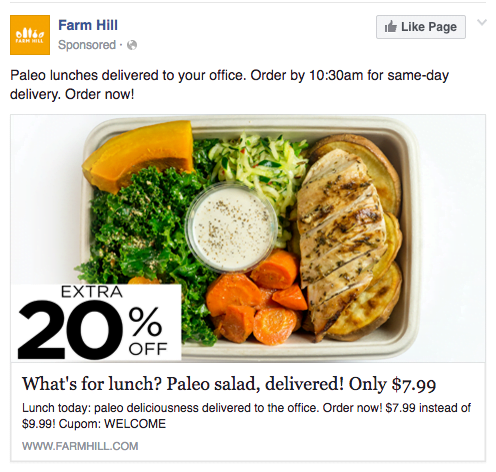 Farm Hill
FARM HILL
Sponsored ·
Like Page
Paleo lunches delivered to your office. Order by 10:30am for same-day
delivery. Order now!
EXTRA
20%
OFF
What's for lunch? Paleo salad, delivered! Only $7.99
Lunch today: paleo deliciousness delivered to the office. Order now! $7.99 instead of
$9.99! Cupom: WELCOME
WWW.FARMHILL.COM